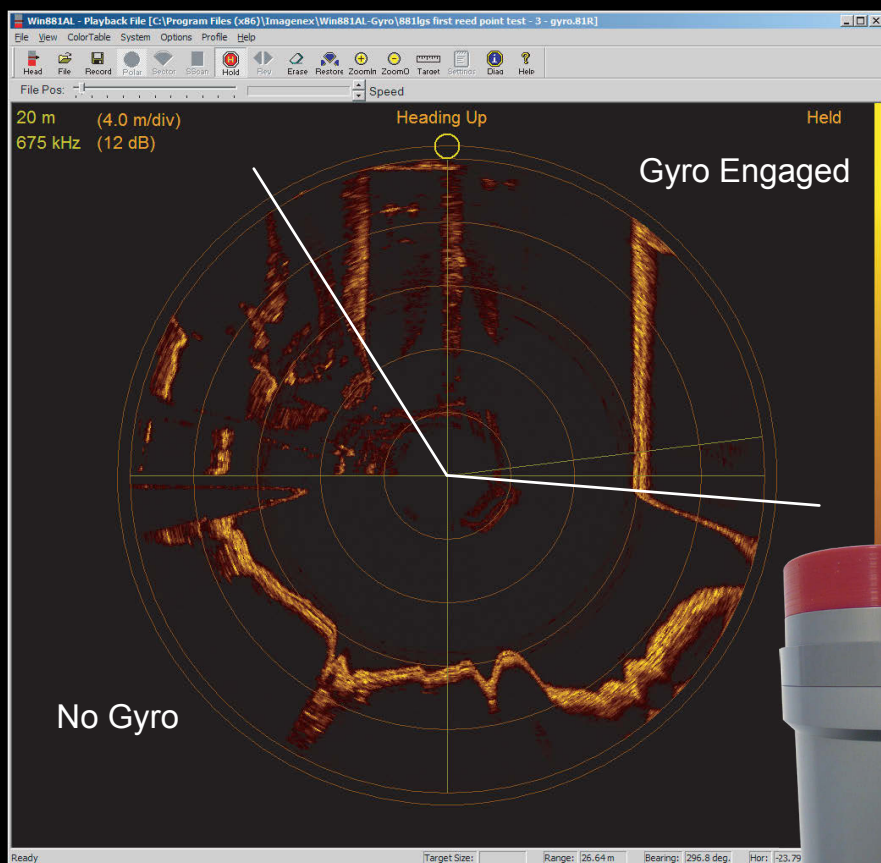 Win881AL - Playback File [C:\Program Files (x86)\Imagenex\Win881AL-Gyro\881lgs first reed point test - 3 - gyro.81R]
File View ColorTable System Options Profile Help
Head File Record Polar Sector SScan Hold Rev Erase Restore ZoomIn ZoomO Target Settings Diag Help
File Pos: Speed
20 m (4.0 m/div) Heading Up Held
675 kHz (12 dB)
Gyro Engaged
No Gyro
Ready Target Size: Range: 26.64 m Bearing: 296.8 deg. Hor: -23.79